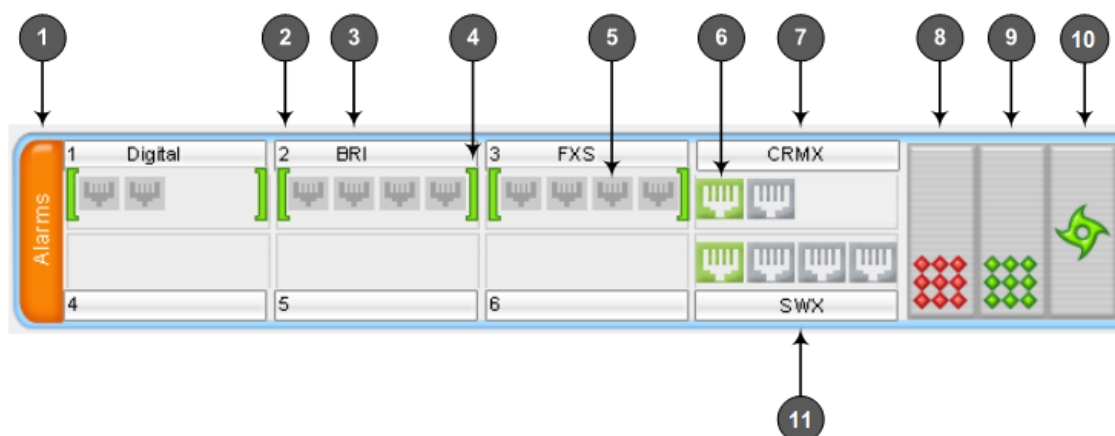 1 2 3 4 5 6 7 8 9 10
Alarms
1 Digital 2 BRI 3 FXS CRMX
4 5 6 SWX
11